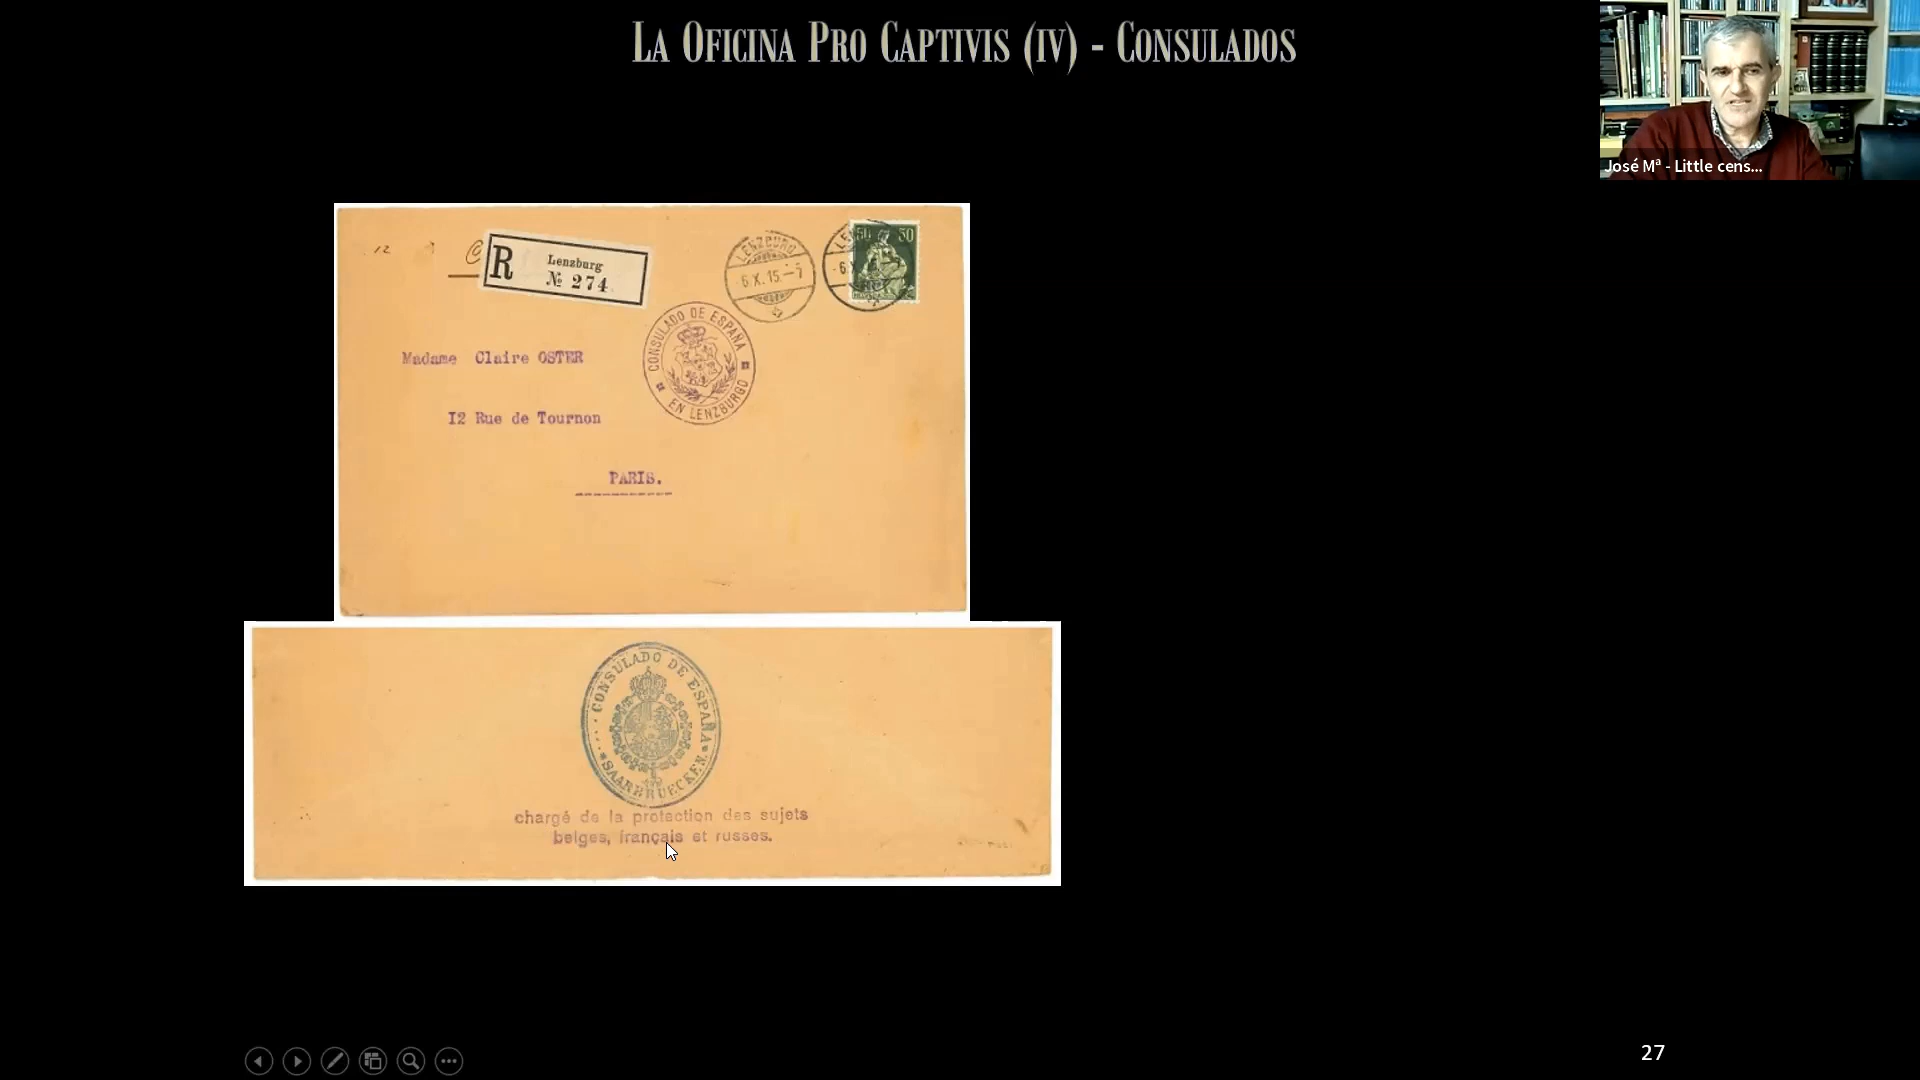 La Oficina Pro Captivis (iv) - Consulados
José Mª - Little cens...
12
R Lenzburg
№ 274
LENZBURG
6.X.15.-7
50 50
CONSULADO DE ESPAÑA
EN LENZBURGO
Madame Claire OSTER
I2 Rue de Tournon
PARIS.
CONSULADO DE ESPAÑA
SAARBRUECKEN
chargé de la protection des sujets
belges, français et russes.
27